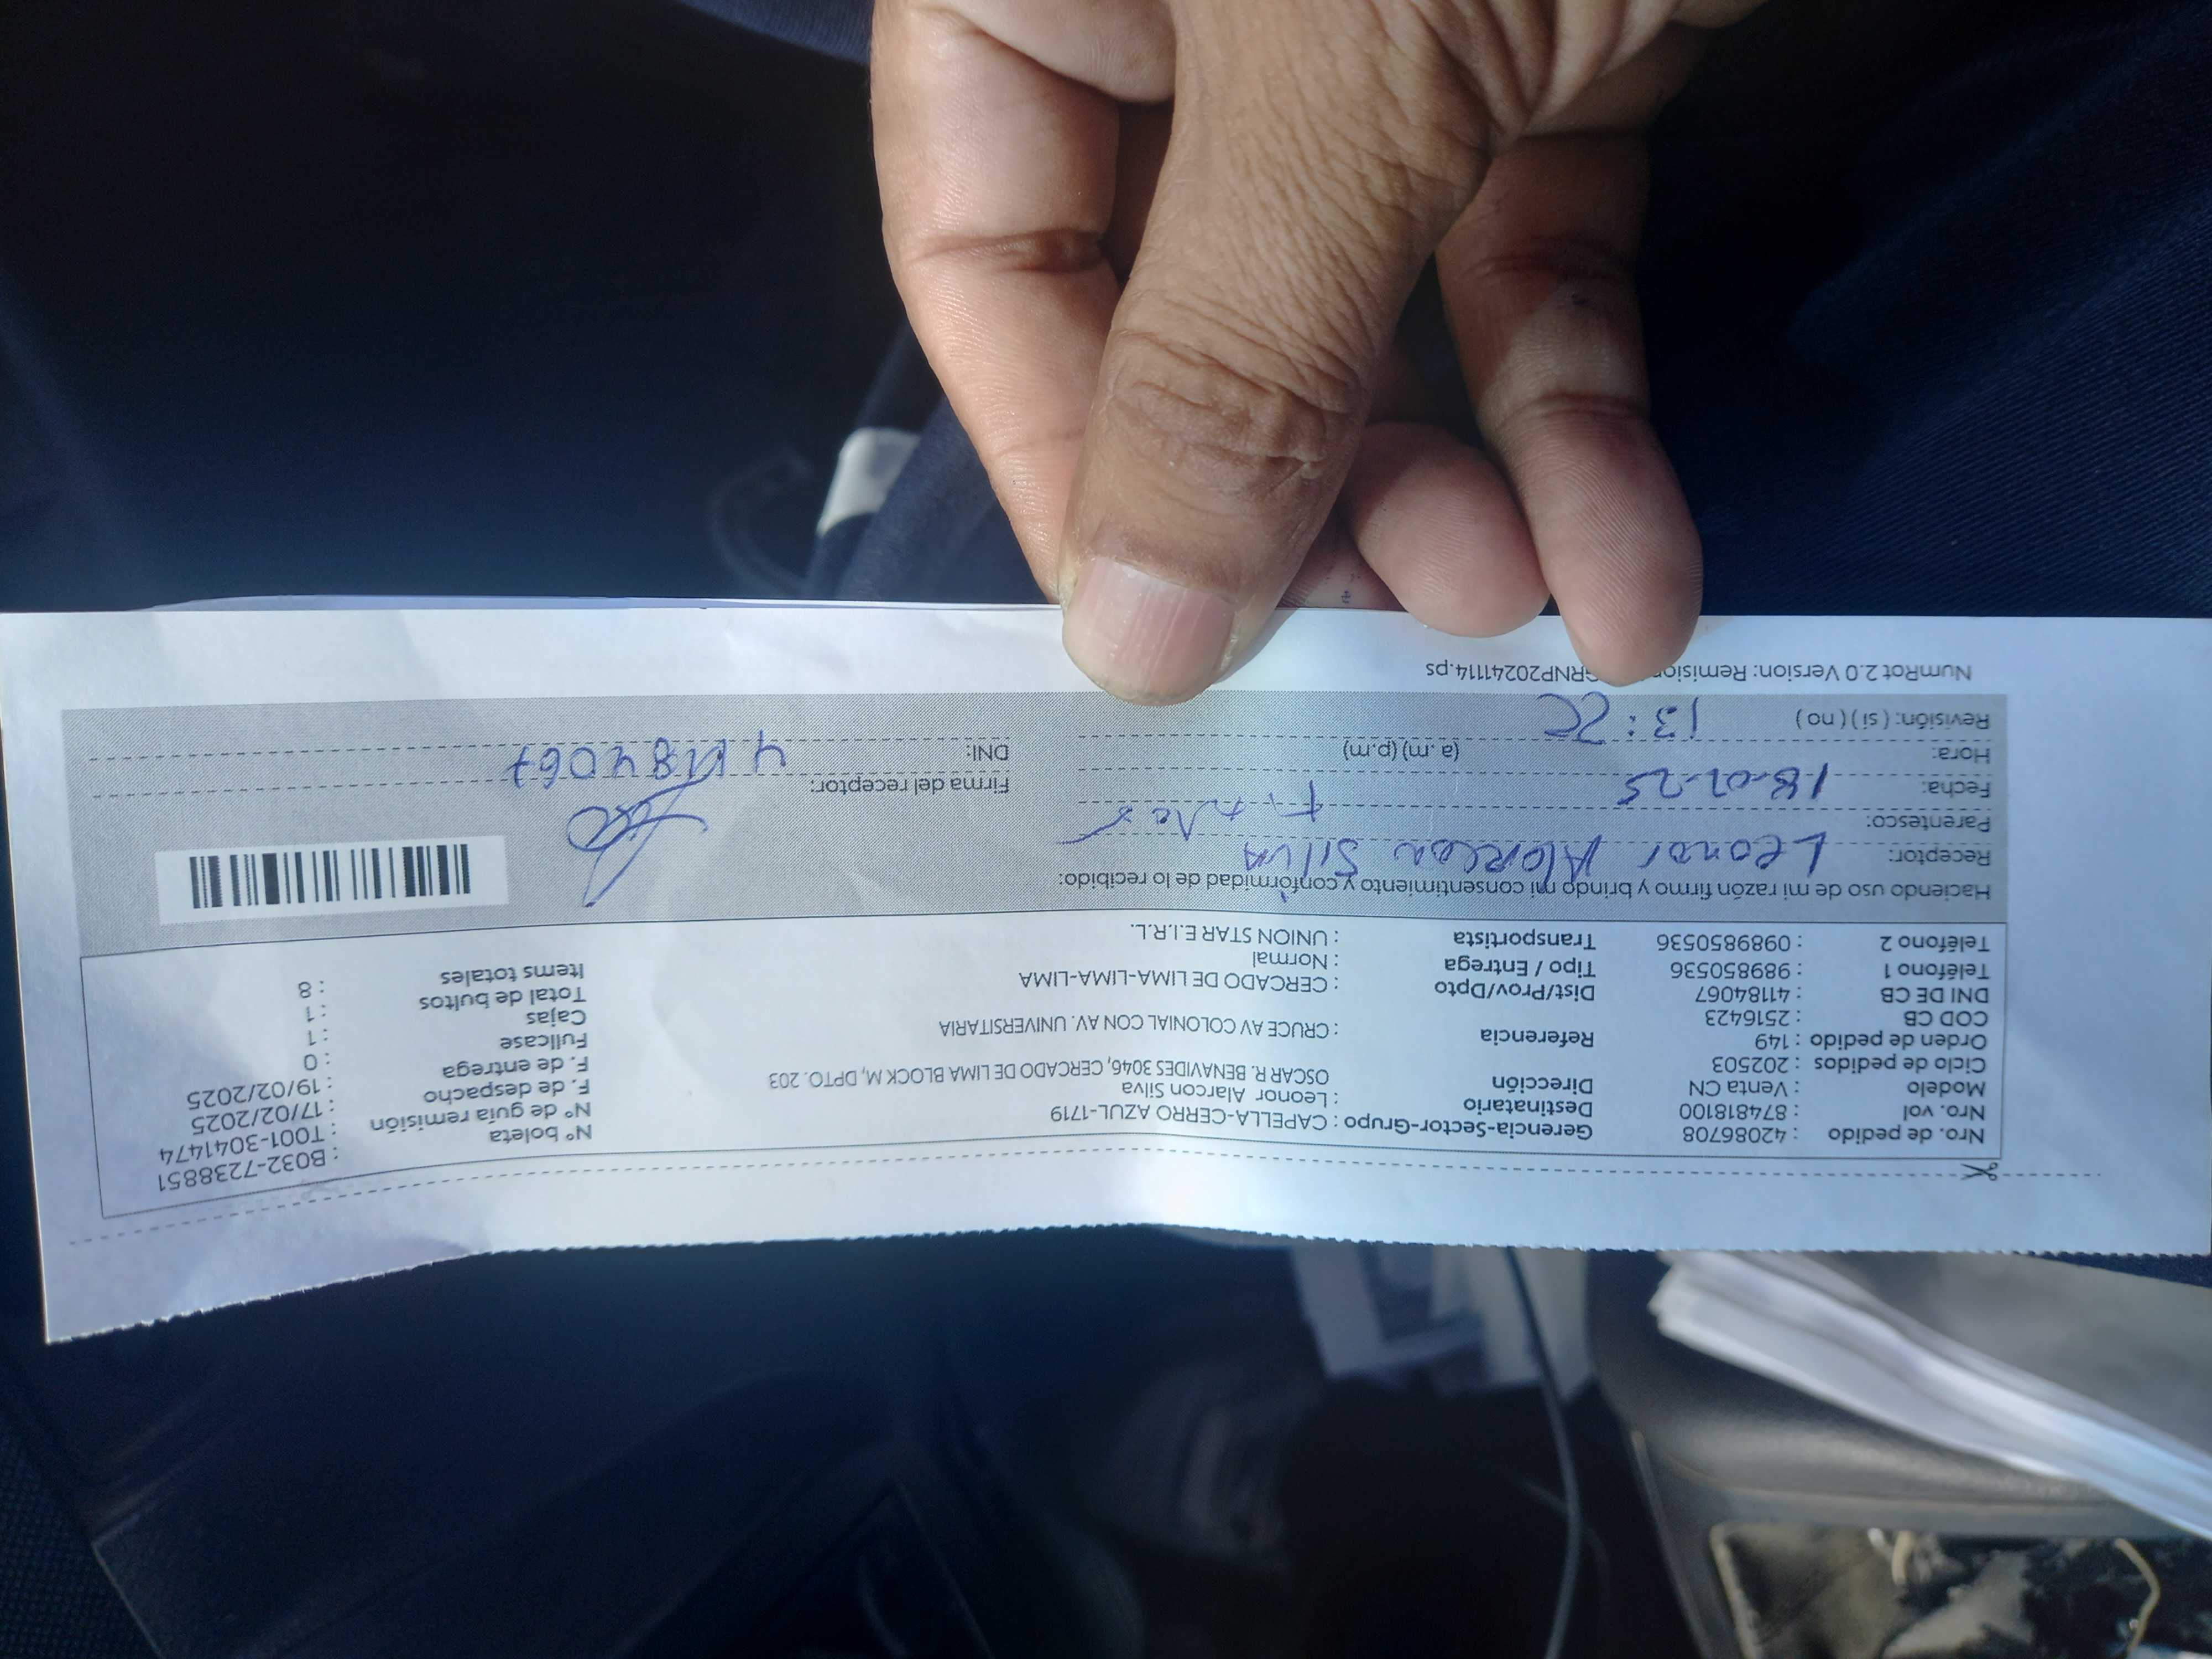 Nro. de pedido : 42086708
Nro. vol : 874818100
Modelo : Venta CN
Ciclo de pedidos : 202503
Orden de pedido : 149
COD CB : 2516423
DNI DE CB : 41184067
Teléfono 1 : 989850536
Teléfono 2 : 0989850536
Gerencia-Sector-Grupo : CAPELLA-CERRO AZUL-1719
Destinatario : Leonor Alarcon Silva
Dirección OSCAR R. BENAVIDES 3046, CERCADO DE LIMA BLOCK M, DPTO. 203
Referencia : CRUCE AV COLONIAL CON AV. UNIVERSITARIA
Dist/Prov/Dpto : CERCADO DE LIMA-LIMA-LIMA
Tipo / Entrega : Normal
Transportista : UNION STAR E.I.R.L.
N° boleta : B032-7238851
N° guía remisión : T001-3041474
F. de despacho : 17/02/2025
F. de entrega : 19/02/2025
Fullcase : 0
Cajas : 1
Total de bultos : 1
Items totales : 8
Haciendo uso de mi razón firmo y brindo mi consentimiento y conformidad de lo recibido:
Receptor: Leonor Alarcon Silva
Parentesco:
Fecha: 18-02-25
Hora: (a.m) (p.m)
Revisión: ( si ) ( no )
Firma del receptor:
DNI: 41184067
NumRot 2.0 Version: Remision GRNP20241114.ps